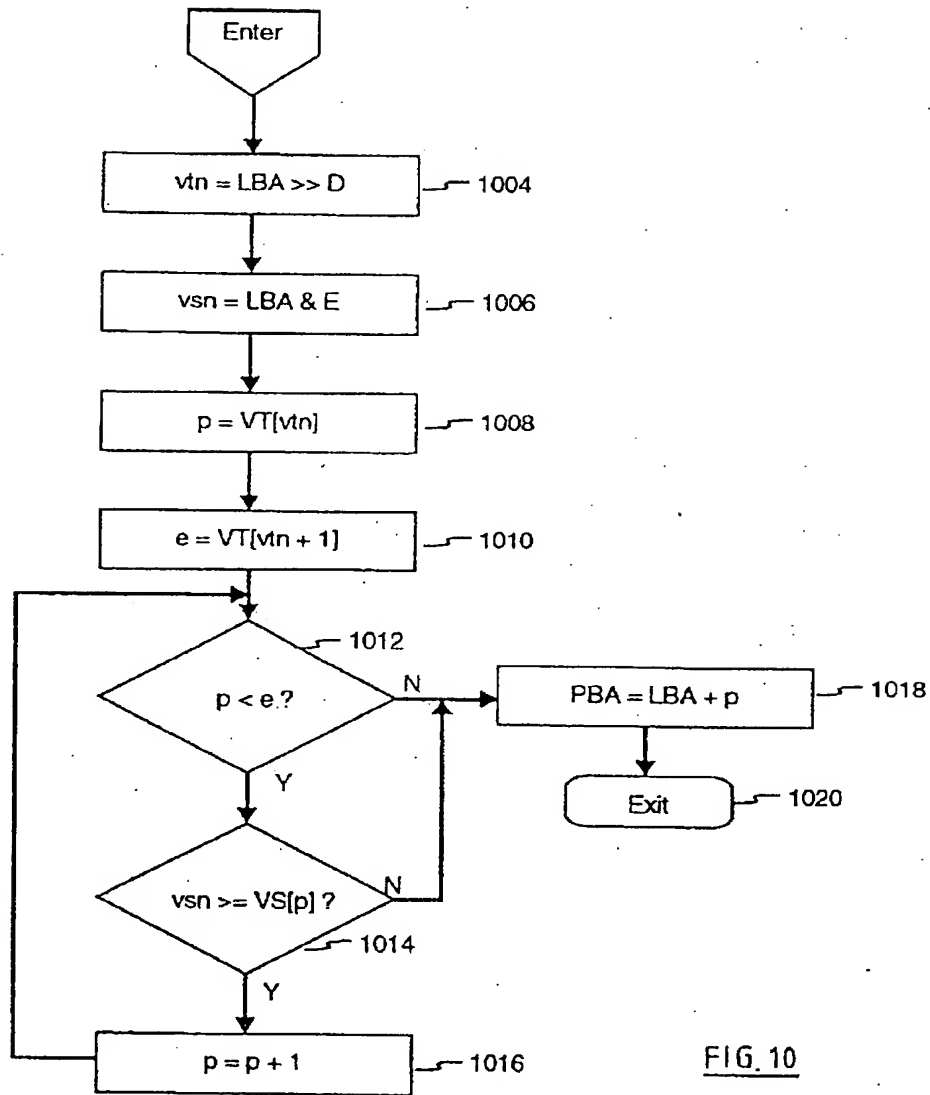 Enter
vtn = LBA >> D
1004
vsn = LBA & E
1006
p = VT[vtn]
1008
e = VT[vtn + 1]
1010
1012
p < e ?
N
PBA = LBA + p
1018
Y
Exit
1020
vsn >= VS[p] ?
N
1014
Y
p = p + 1
1016
FIG. 10